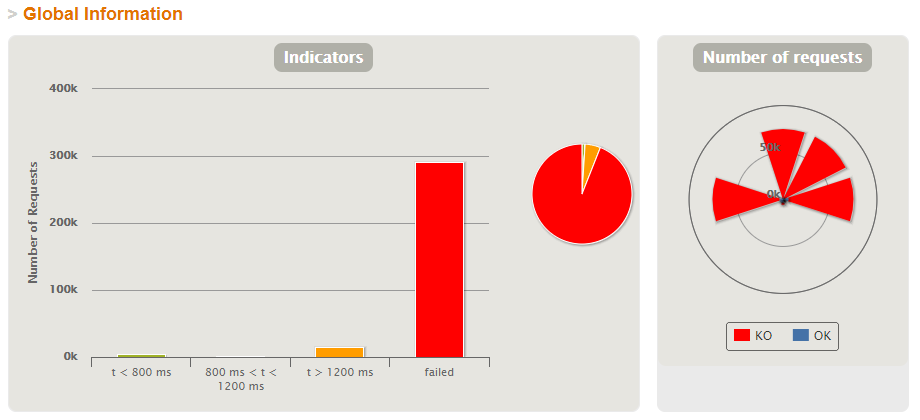 > Global Information
Indicators
400k
300k
200k
100k
0k
Number of Requests
t < 800 ms
800 ms < t <
1200 ms
t > 1200 ms
failed
Number of requests
50k
0k
KO
OK